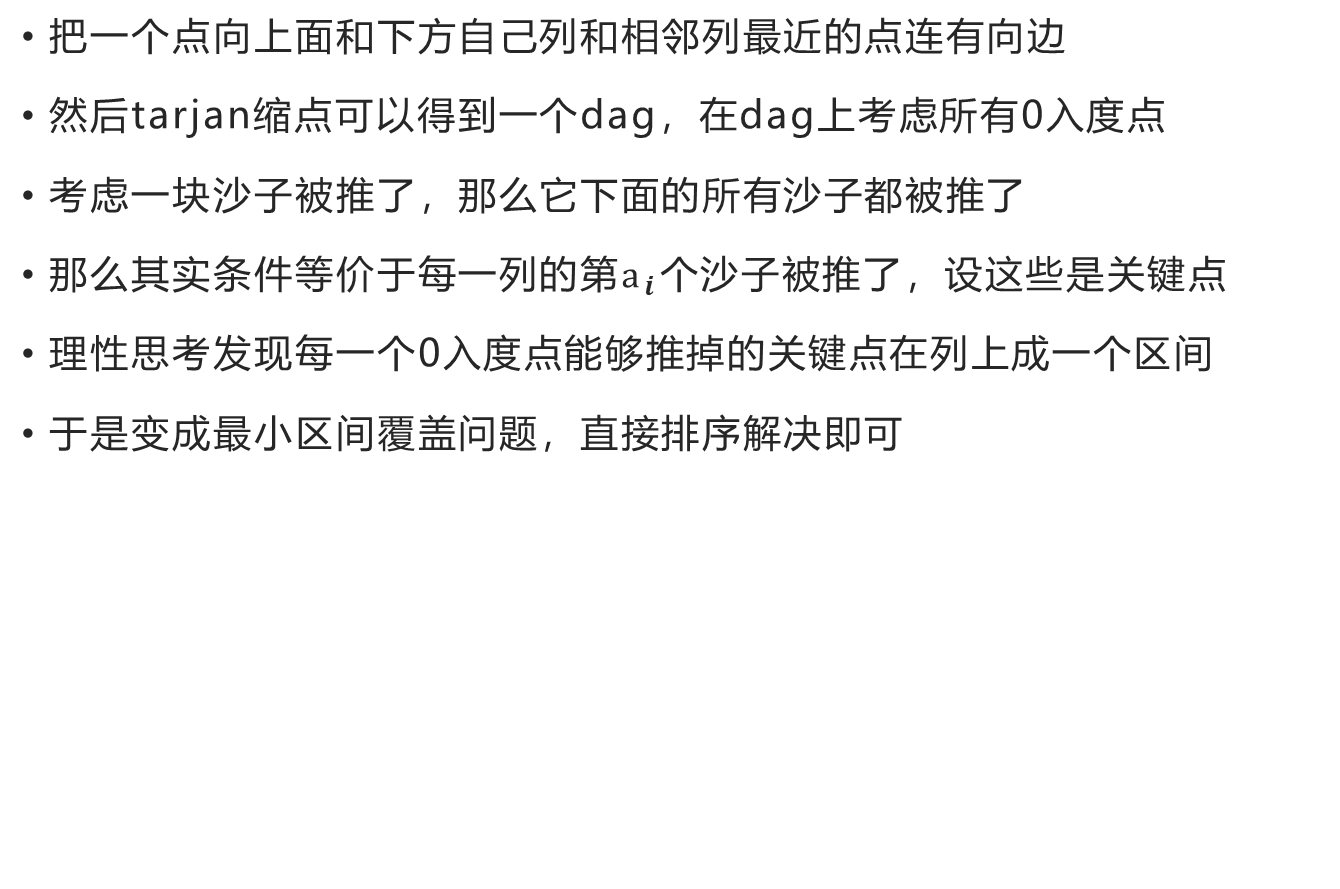 • 把一个点向上面和下方自己列和相邻列最近的点连有向边
• 然后tarjan缩点可以得到一个dag，在dag上考虑所有0入度点
• 考虑一块沙子被推了，那么它下面的所有沙子都被推了
• 那么其实条件等价于每一列的第a_i个沙子被推了，设这些是关键点
• 理性思考发现每一个0入度点能够推掉的关键点在列上成一个区间
• 于是变成最小区间覆盖问题，直接排序解决即可